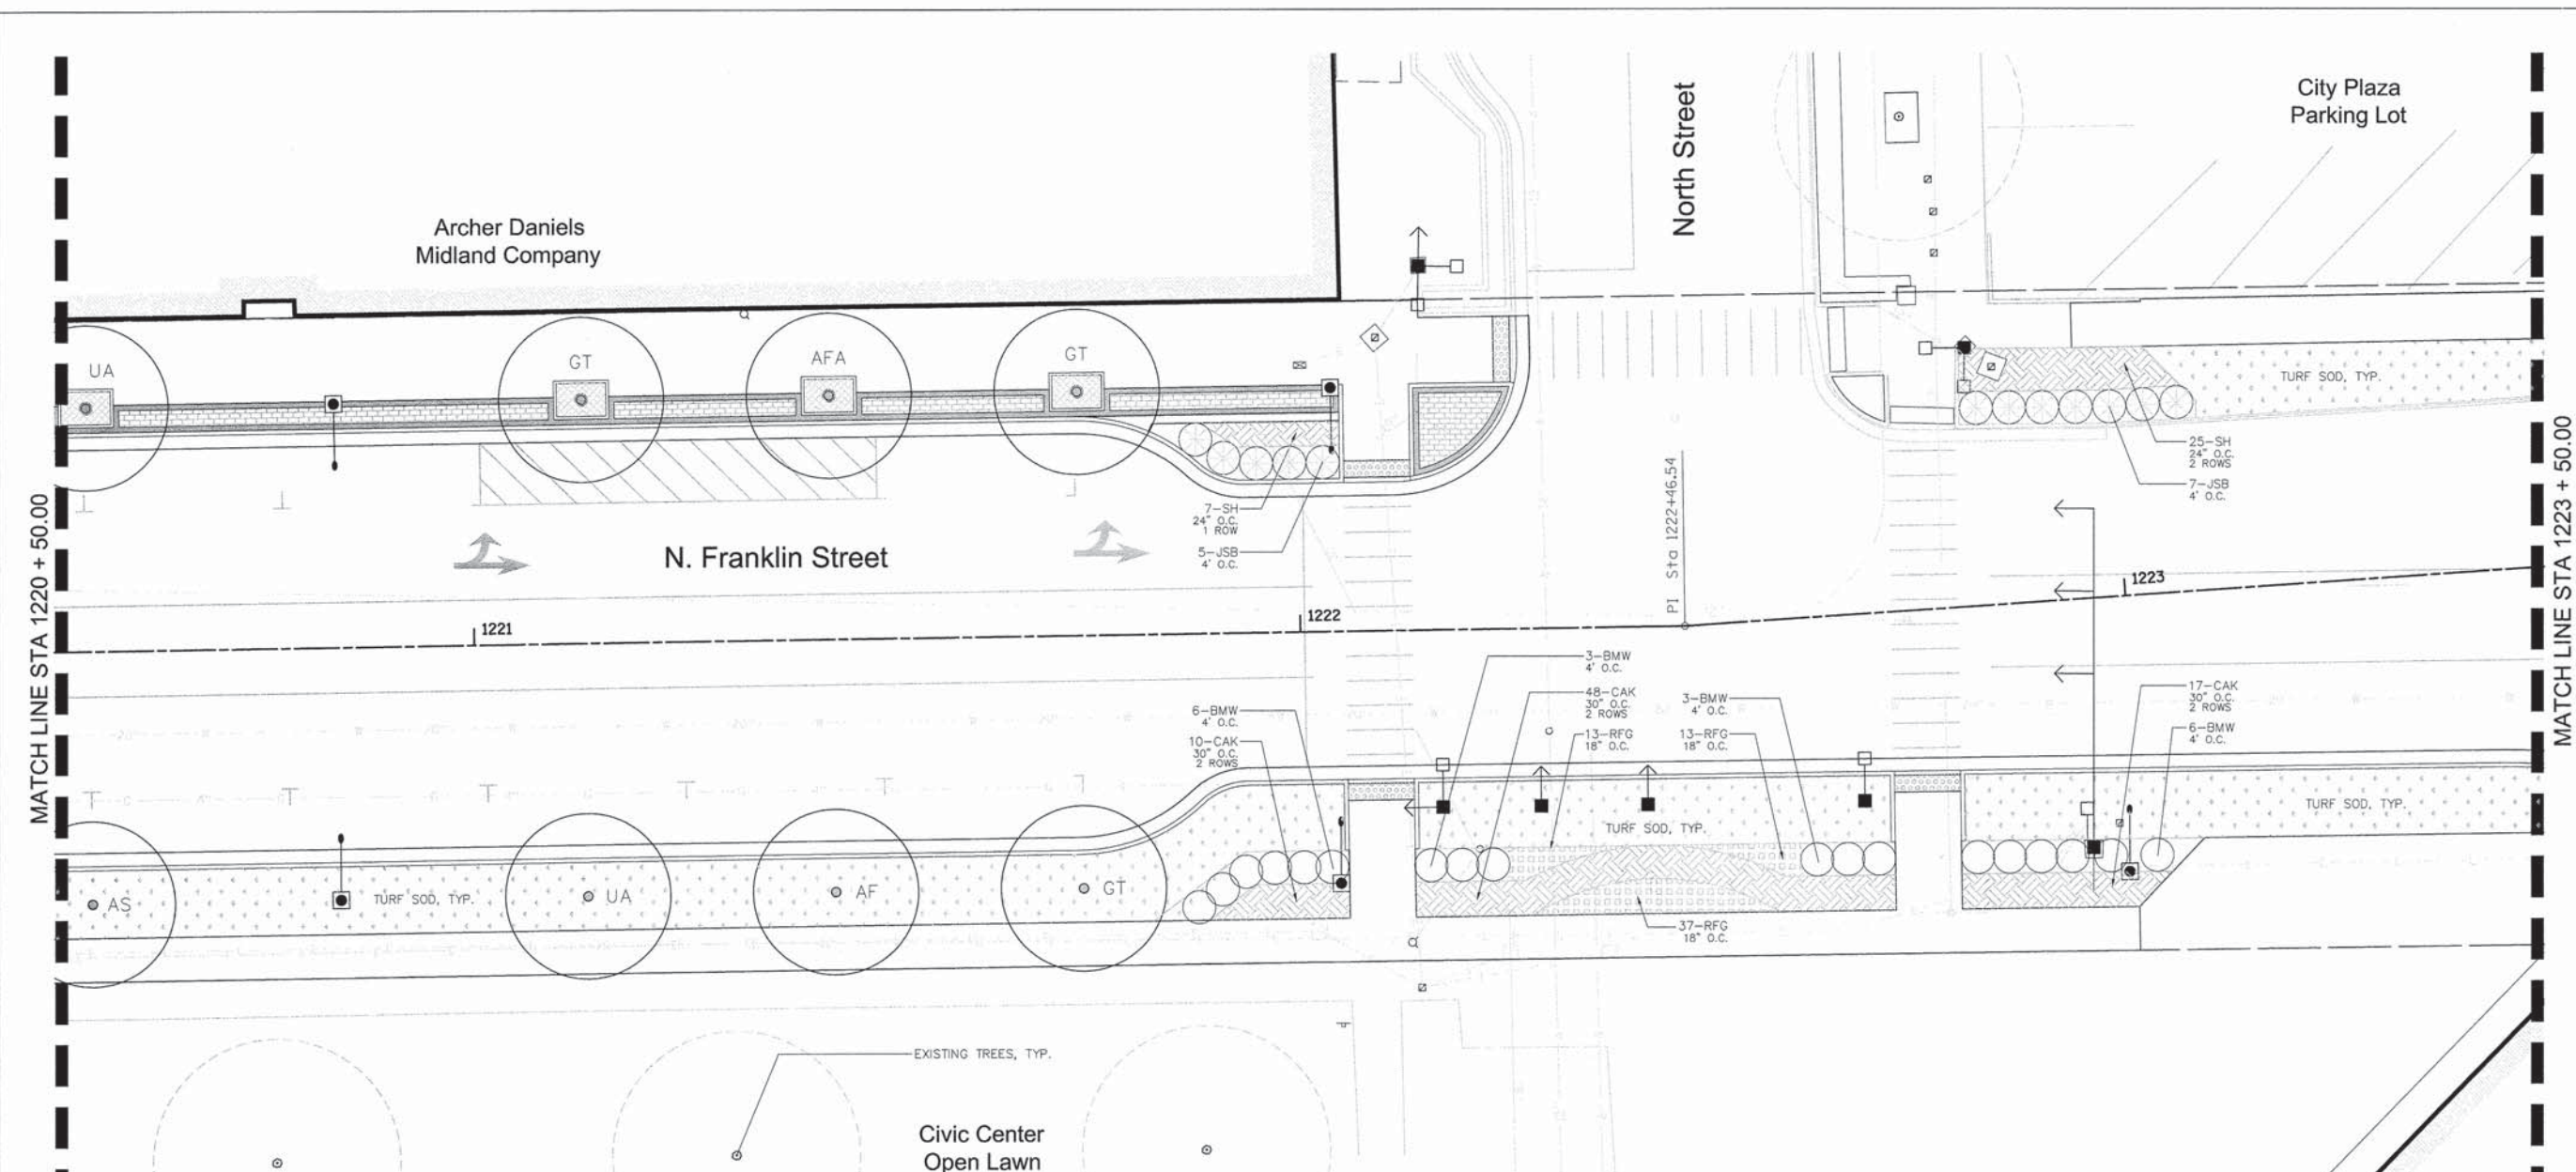 City Plaza
Parking Lot
North Street
Archer Daniels
Midland Company
UA
GT
AFA
GT
TURF SOD, TYP.
25-SH
24" O.C.
2 ROWS
7-JSB
4' O.C.
7-SH
24" O.C.
1 ROW
5-JSB
4' O.C.
N. Franklin Street
PI Sta 1222+46.54
MATCH LINE STA 1220 + 50.00
MATCH LINE STA 1223 + 50.00
1221
1222
1223
3-BMW
4' O.C.
48-CAK
30" O.C.
2 ROWS
3-BMW
4' O.C.
17-CAK
30" O.C.
2 ROWS
6-BMW
4' O.C.
6-BMW
4' O.C.
10-CAK
30" O.C.
2 ROWS
13-RFG
18" O.C.
13-RFG
18" O.C.
TURF SOD, TYP.
TURF SOD, TYP.
AS
TURF SOD, TYP.
UA
AF
GT
37-RFG
18" O.C.
EXISTING TREES, TYP.
Civic Center
Open Lawn